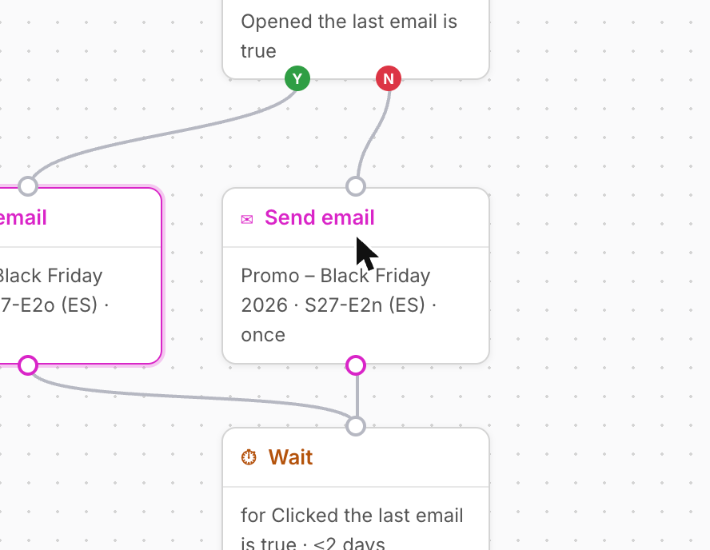 Opened the last email is
true
Y N
email
Black Friday
7-E2o (ES) ·
Send email
Promo – Black Friday
2026 · S27-E2n (ES) ·
once
Wait
for Clicked the last email
is true · <2 days